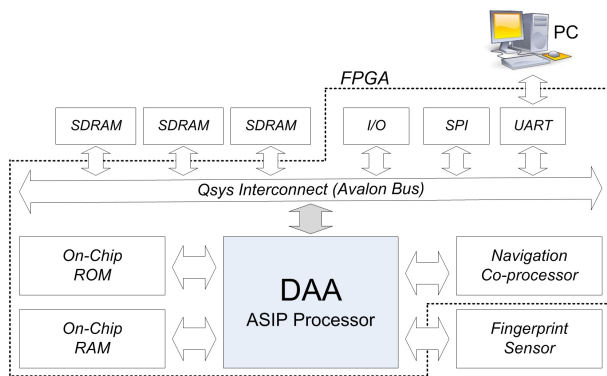 PC
FPGA
SDRAM SDRAM SDRAM I/O SPI UART
Qsys Interconnect (Avalon Bus)
On-Chip
ROM
DAA
ASIP Processor
Navigation
Co-processor
On-Chip
RAM
Fingerprint
Sensor